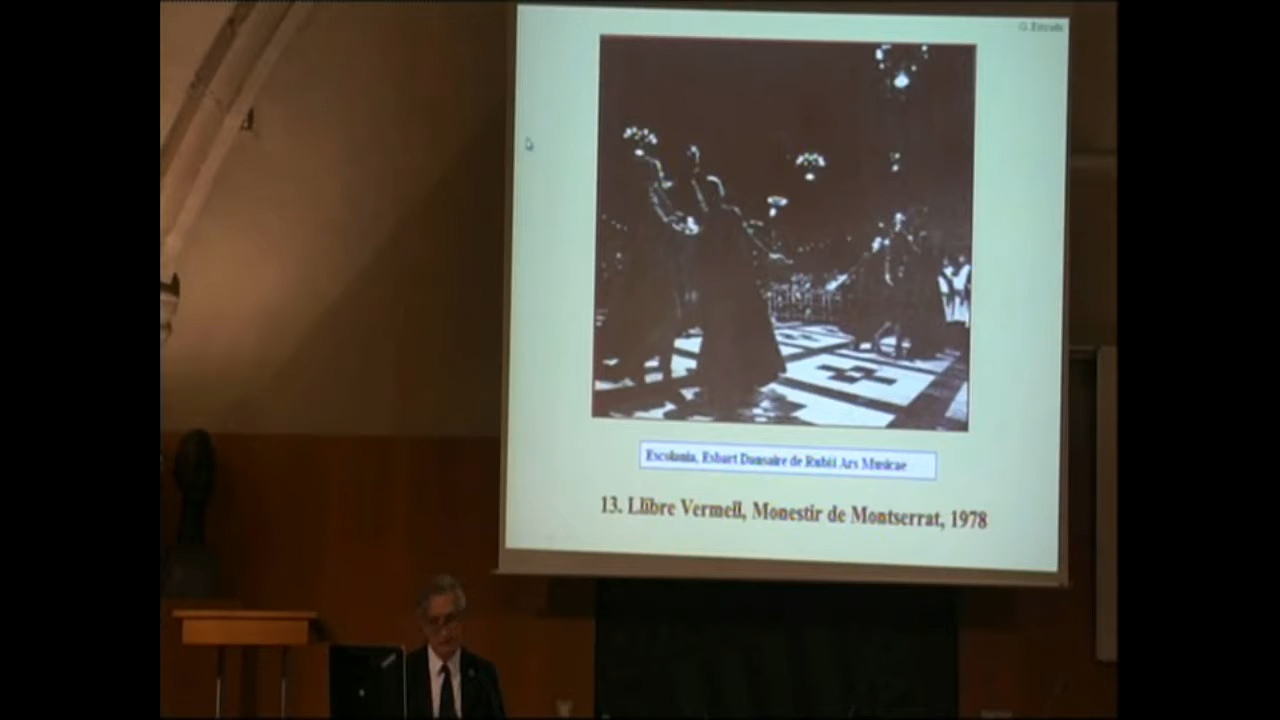 Escolania, Esbart Dansaire de Rubí i Ars Musicae
13. Llibre Vermell, Monestir de Montserrat, 1978